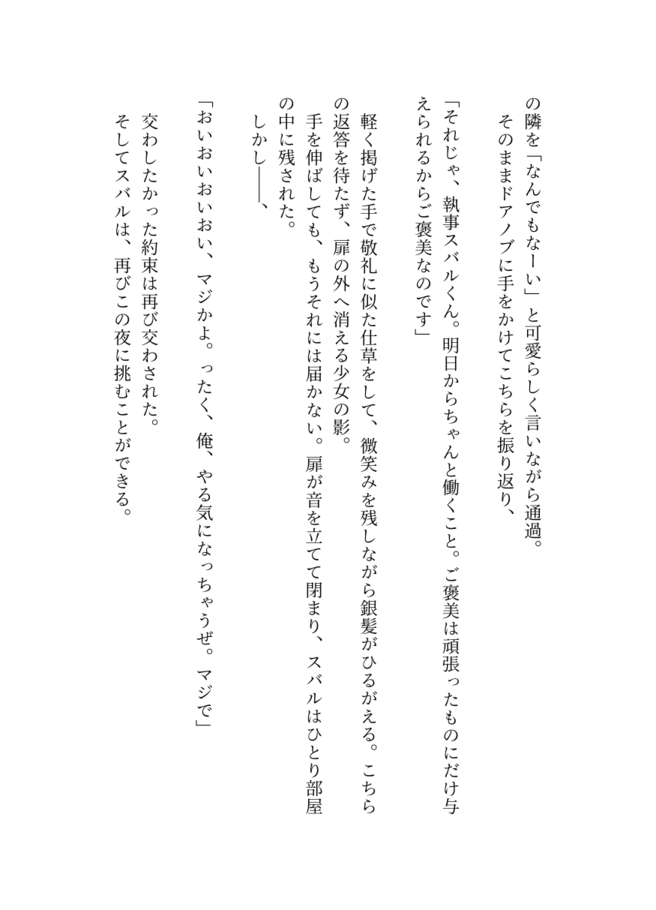 の隣を「なんでもなーい」と可愛らしく言いながら通過。
そのままドアノブに手をかけてこちらを振り返り、
「それじゃ、執事スバルくん。明日からちゃんと働くこと。ご褒美は頑張ったものにだけ与
えられるからご褒美なのです」
軽く掲げた手で敬礼に似た仕草をして、微笑みを残しながら銀髪がひるがえる。こちら
の返答を待たず、扉の外へ消える少女の影。
手を伸ばしても、もうそれには届かない。扉が音を立てて閉まり、スバルはひとり部屋
の中に残された。
しかし――、
「おいおいおいおい、マジかよ。ったく、俺、やる気になっちゃうぜ。マジで」
交わしたかった約束は再び交わされた。
そしてスバルは、再びこの夜に挑むことができる。